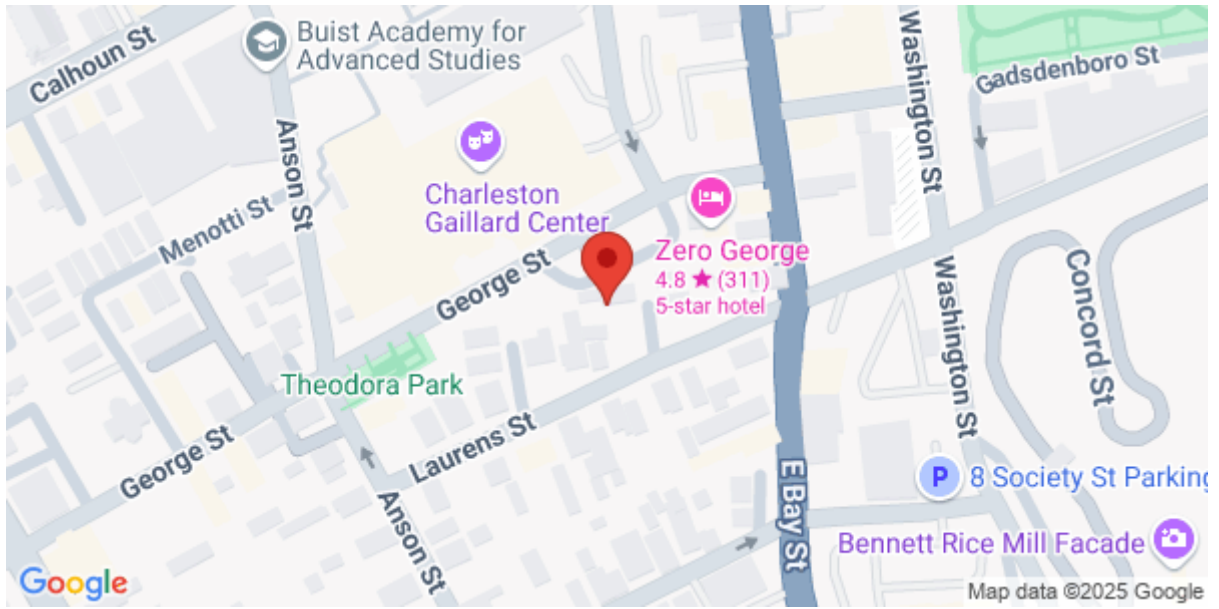 Calhoun St
Buist Academy for
Advanced Studies
Washington St
Gadsdenboro St
Anson St
Charleston
Gaillard Center
Menotti St
Zero George
4.8 ★ (311)
5-star hotel
George St
Washington St
Concord St
Theodora Park
Laurens St
George St
E Bay St
P
8 Society St Parking
Anson St
Bennett Rice Mill Facade
Google
Map data ©2025 Google